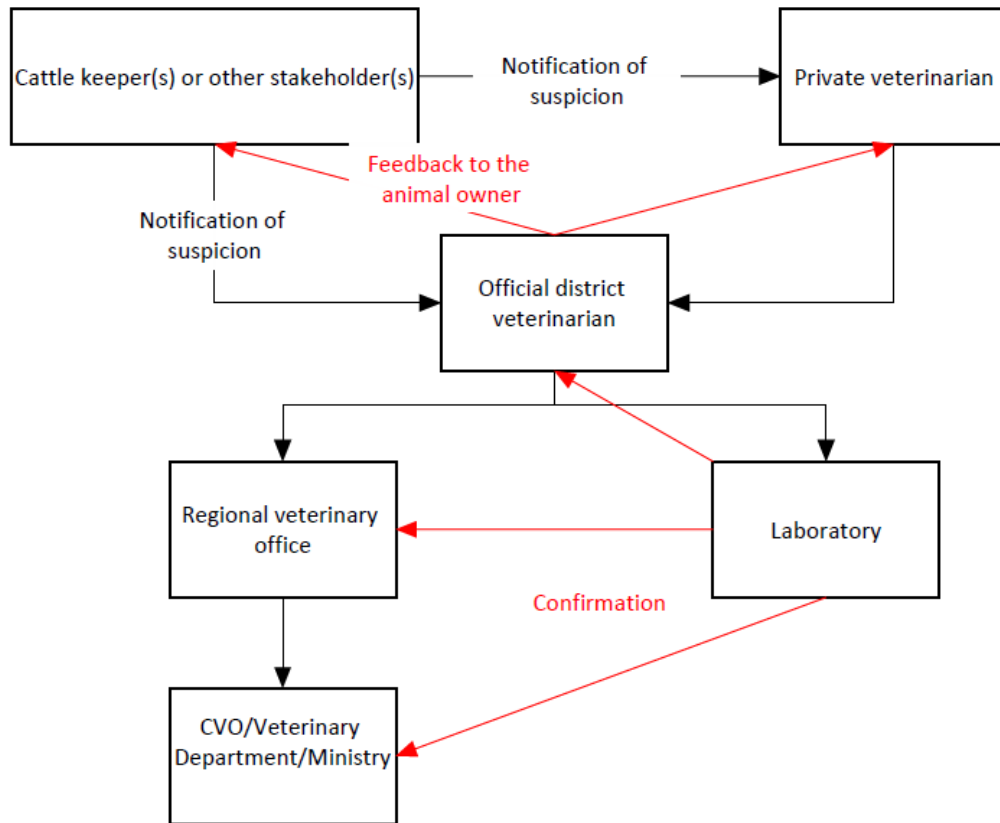 Cattle keeper(s) or other stakeholder(s)
Notification of
suspicion
Private veterinarian
Feedback to the
animal owner
Notification of
suspicion
Official district
veterinarian
Regional veterinary
office
Laboratory
Confirmation
CVO/Veterinary
Department/Ministry